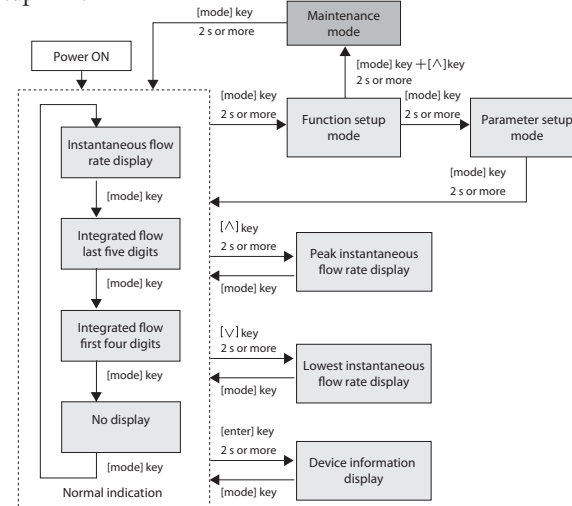 [mode] key
2 s or more
Maintenance
mode
Power ON
[mode] key +[∧]key
2 s or more
[mode] key
2 s or more
Function setup
mode
[mode] key
2 s or more
Parameter setup
mode
[mode] key
2 s or more
Instantaneous flow
rate display
[mode] key
Integrated flow
last five digits
[mode] key
Integrated flow
first four digits
[mode] key
No display
[mode] key
Normal indication
[∧] key
2 s or more
Peak instantaneous
flow rate display
[mode] key
[∨] key
2 s or more
Lowest instantaneous
flow rate display
[mode] key
[enter] key
2 s or more
Device information
display
[mode] key